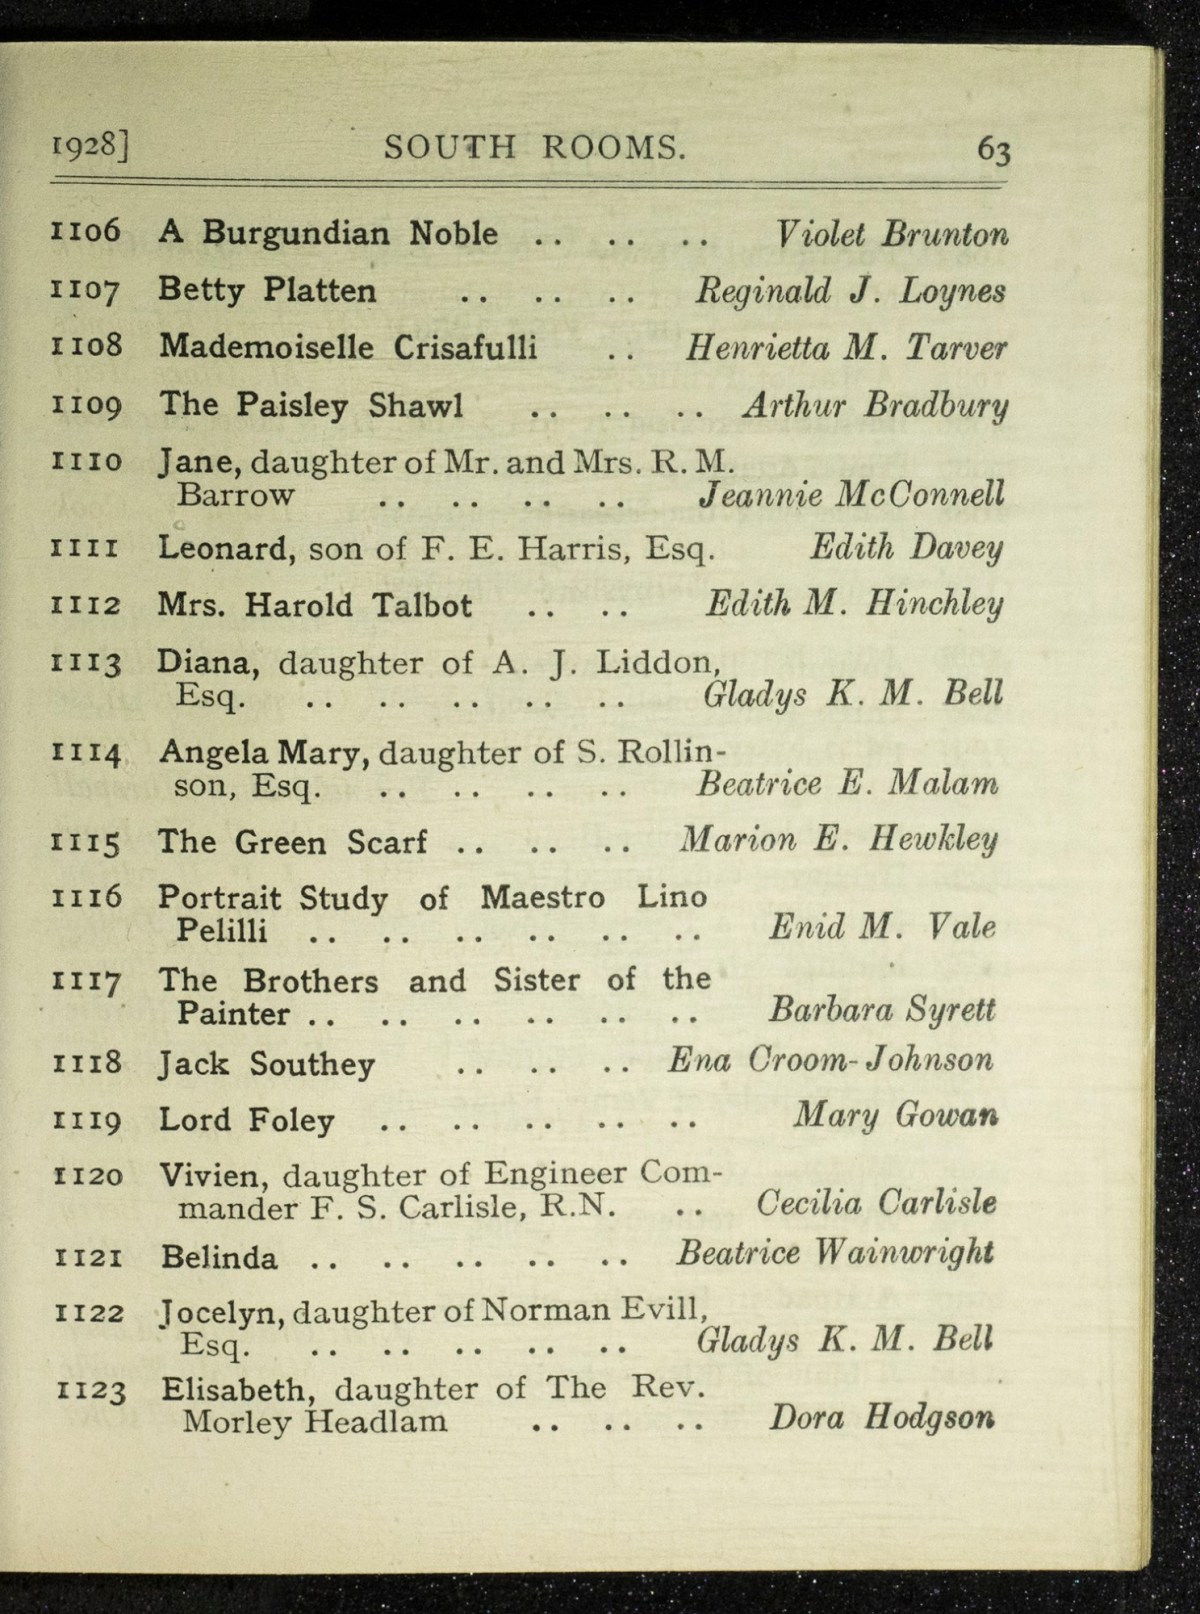 1928] SOUTH ROOMS. 63
1106 A Burgundian Noble .. .. .. Violet Brunton
1107 Betty Platten .. .. .. Reginald J. Loynes
1108 Mademoiselle Crisafulli .. Henrietta M. Tarver
1109 The Paisley Shawl .. .. .. Arthur Bradbury
1110 Jane, daughter of Mr. and Mrs. R. M.
Barrow .. .. .. .. Jeannie McConnell
1111 Leonard, son of F. E. Harris, Esq. Edith Davey
1112 Mrs. Harold Talbot .. .. Edith M. Hinchley
1113 Diana, daughter of A. J. Liddon,
Esq. .. .. .. .. .. Gladys K. M. Bell
1114 Angela Mary, daughter of S. Rollin-
son, Esq. .. .. .. .. Beatrice E. Malam
1115 The Green Scarf .. .. .. Marion E. Hewkley
1116 Portrait Study of Maestro Lino
Pelilli .. .. .. .. .. .. Enid M. Vale
1117 The Brothers and Sister of the
Painter .. .. .. .. .. .. Barbara Syrett
1118 Jack Southey .. .. .. Ena Croom-Johnson
1119 Lord Foley .. .. .. .. .. Mary Gowan
1120 Vivien, daughter of Engineer Com-
mander F. S. Carlisle, R.N. .. Cecilia Carlisle
1121 Belinda .. .. .. .. .. Beatrice Wainwright
1122 Jocelyn, daughter of Norman Evill,
Esq. .. .. .. .. .. Gladys K. M. Bell
1123 Elisabeth, daughter of The Rev.
Morley Headlam .. .. .. Dora Hodgson